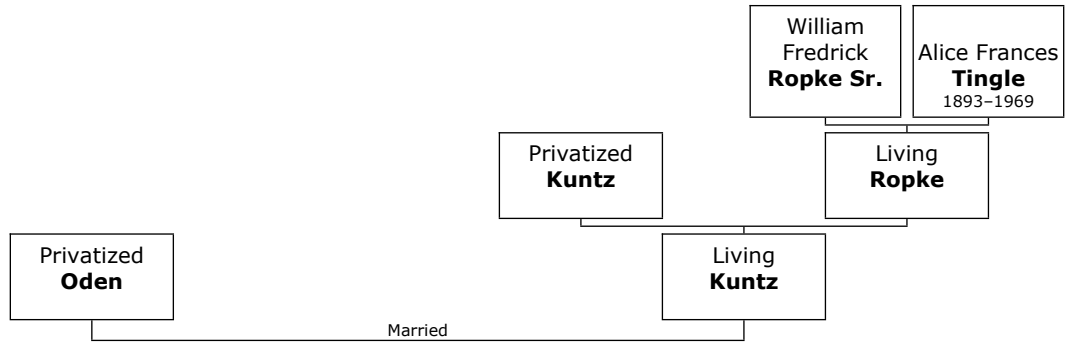 William
Fredrick
Ropke Sr.
Alice Frances
Tingle
1893–1969
Privatized
Kuntz
Living
Ropke
Privatized
Oden
Living
Kuntz
Married